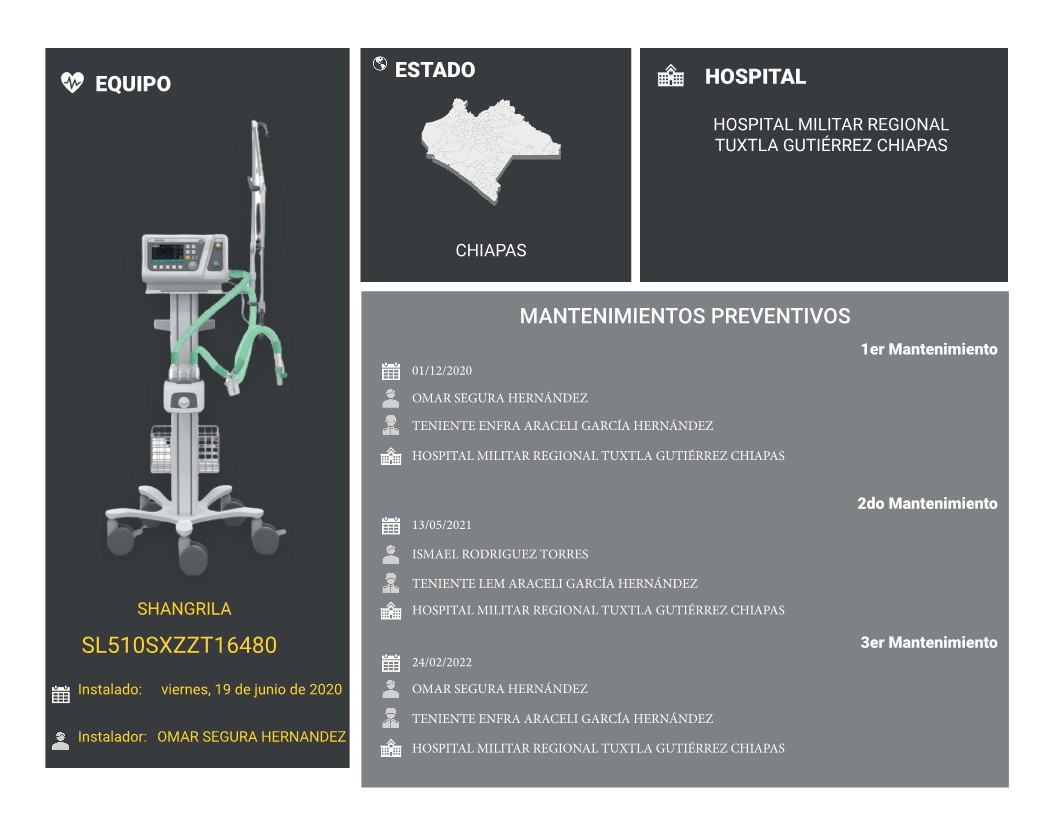 EQUIPO
SHANGRILA
SL510SXZZT16480
Instalado: viernes, 19 de junio de 2020
Instalador: OMAR SEGURA HERNANDEZ
ESTADO
CHIAPAS
HOSPITAL
HOSPITAL MILITAR REGIONAL
TUXTLA GUTIÉRREZ CHIAPAS
MANTENIMIENTOS PREVENTIVOS
1er Mantenimiento
01/12/2020
OMAR SEGURA HERNÁNDEZ
TENIENTE ENFRA ARACELI GARCÍA HERNÁNDEZ
HOSPITAL MILITAR REGIONAL TUXTLA GUTIÉRREZ CHIAPAS
2do Mantenimiento
13/05/2021
ISMAEL RODRIGUEZ TORRES
TENIENTE LEM ARACELI GARCÍA HERNÁNDEZ
HOSPITAL MILITAR REGIONAL TUXTLA GUTIÉRREZ CHIAPAS
3er Mantenimiento
24/02/2022
OMAR SEGURA HERNÁNDEZ
TENIENTE ENFRA ARACELI GARCÍA HERNÁNDEZ
HOSPITAL MILITAR REGIONAL TUXTLA GUTIÉRREZ CHIAPAS